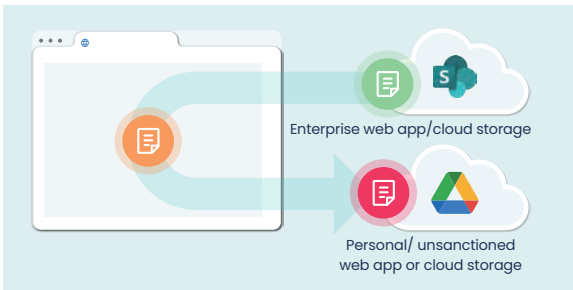 S
Enterprise web app/cloud storage
Personal/ unsanctioned
web app or cloud storage